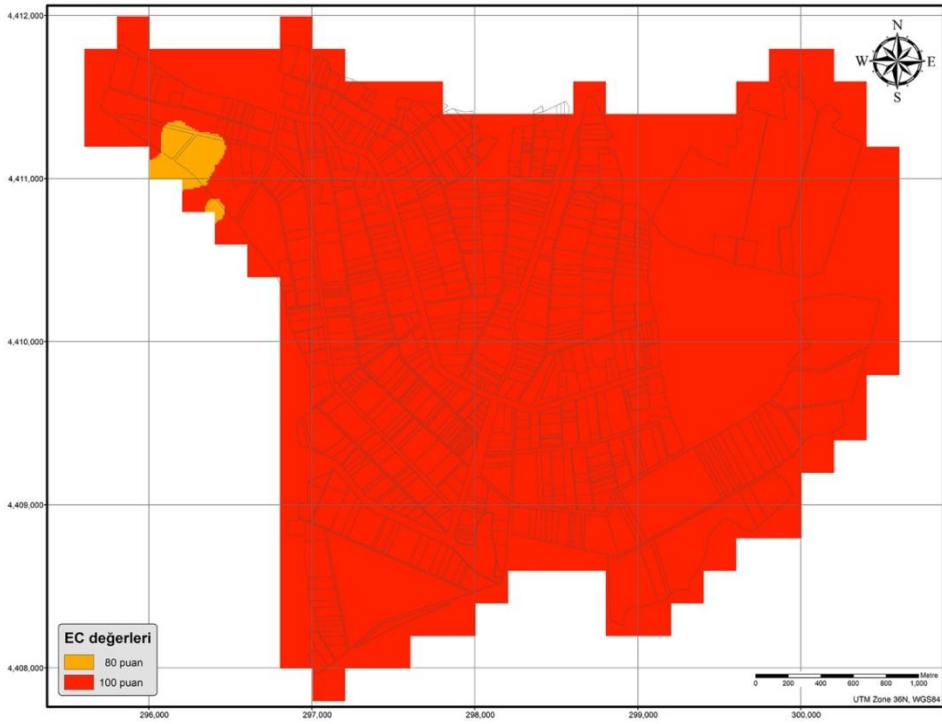 4,412,000
N
W
E
S
4,411,000
4,410,000
4,409,000
4,408,000
EC değerleri
80 puan
100 puan
Metre
0 200 400 600 800 1,000
UTM Zone 36N, WGS84
296,000 297,000 298,000 299,000 300,000